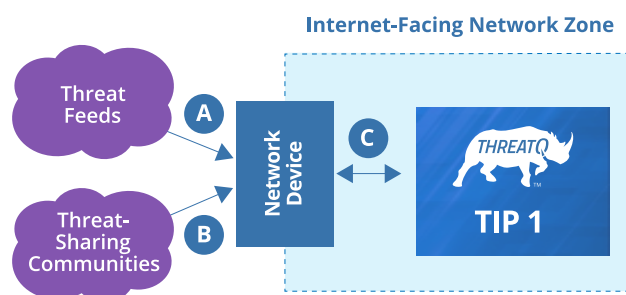 Internet-Facing Network Zone
Threat
Feeds
A
Network
Device
C
THREATQ
TM
TIP 1
B
Threat-
Sharing
Communities